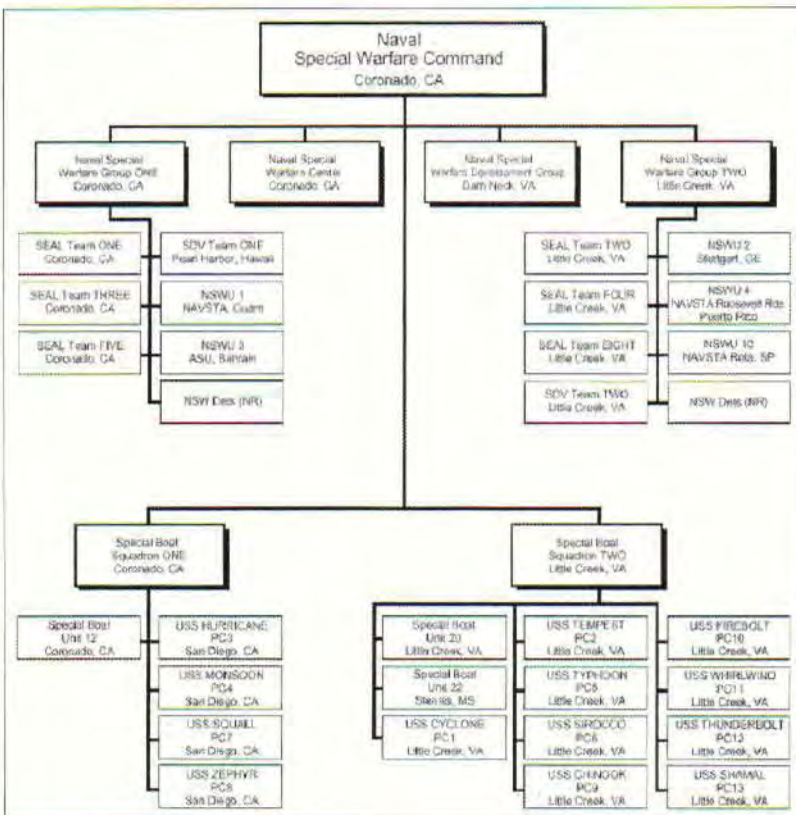 Naval
Special Warfare Command
Coronado, CA
Naval Special
Warfare Group ONE
Coronado, CA
Naval Special
Warfare Center
Coronado, CA
Naval Special
Warfare Development Group
Dam Neck, VA
Naval Special
Warfare Group TWO
Little Creek, VA
SEAL Team ONE
Coronado, CA
SDV Team ONE
Pearl Harbor, Hawaii
SEAL Team THREE
Coronado, CA
NSWU 1
NAVSTA, Guam
SEAL Team FIVE
Coronado, CA
NSWU 3
ASU, Bahrain
NSW Dets (NR)
SEAL Team TWO
Little Creek, VA
NSWU 2
Stuttgart, GE
SEAL Team FOUR
Little Creek, VA
NSWU 4
NAVSTA Roosevelt Rds
Puerto Rico
SEAL Team EIGHT
Little Creek, VA
NSWU 10
NAVSTA Rota, SP
SDV Team TWO
Little Creek, VA
NSW Dets (NR)
Special Boat
Squadron ONE
Coronado, CA
Special Boat
Squadron TWO
Little Creek, VA
Special Boat
Unit 12
Coronado, CA
USS HURRICANE
PC3
San Diego, CA
USS MONSOON
PC4
San Diego, CA
USS SQUALL
PC7
San Diego, CA
USS ZEPHYR
PC8
San Diego, CA
Special Boat
Unit 20
Little Creek, VA
Special Boat
Unit 22
Stennis, MS
USS CYCLONE
PC1
Little Creek, VA
USS TEMPEST
PC2
Little Creek, VA
USS TYPHOON
PC5
Little Creek, VA
USS SIROCCO
PC6
Little Creek, VA
USS CHINOOK
PC9
Little Creek, VA
USS FIREBOLT
PC10
Little Creek, VA
USS WHIRLWIND
PC11
Little Creek, VA
USS THUNDERBOLT
PC12
Little Creek, VA
USS SHAMAL
PC13
Little Creek, VA